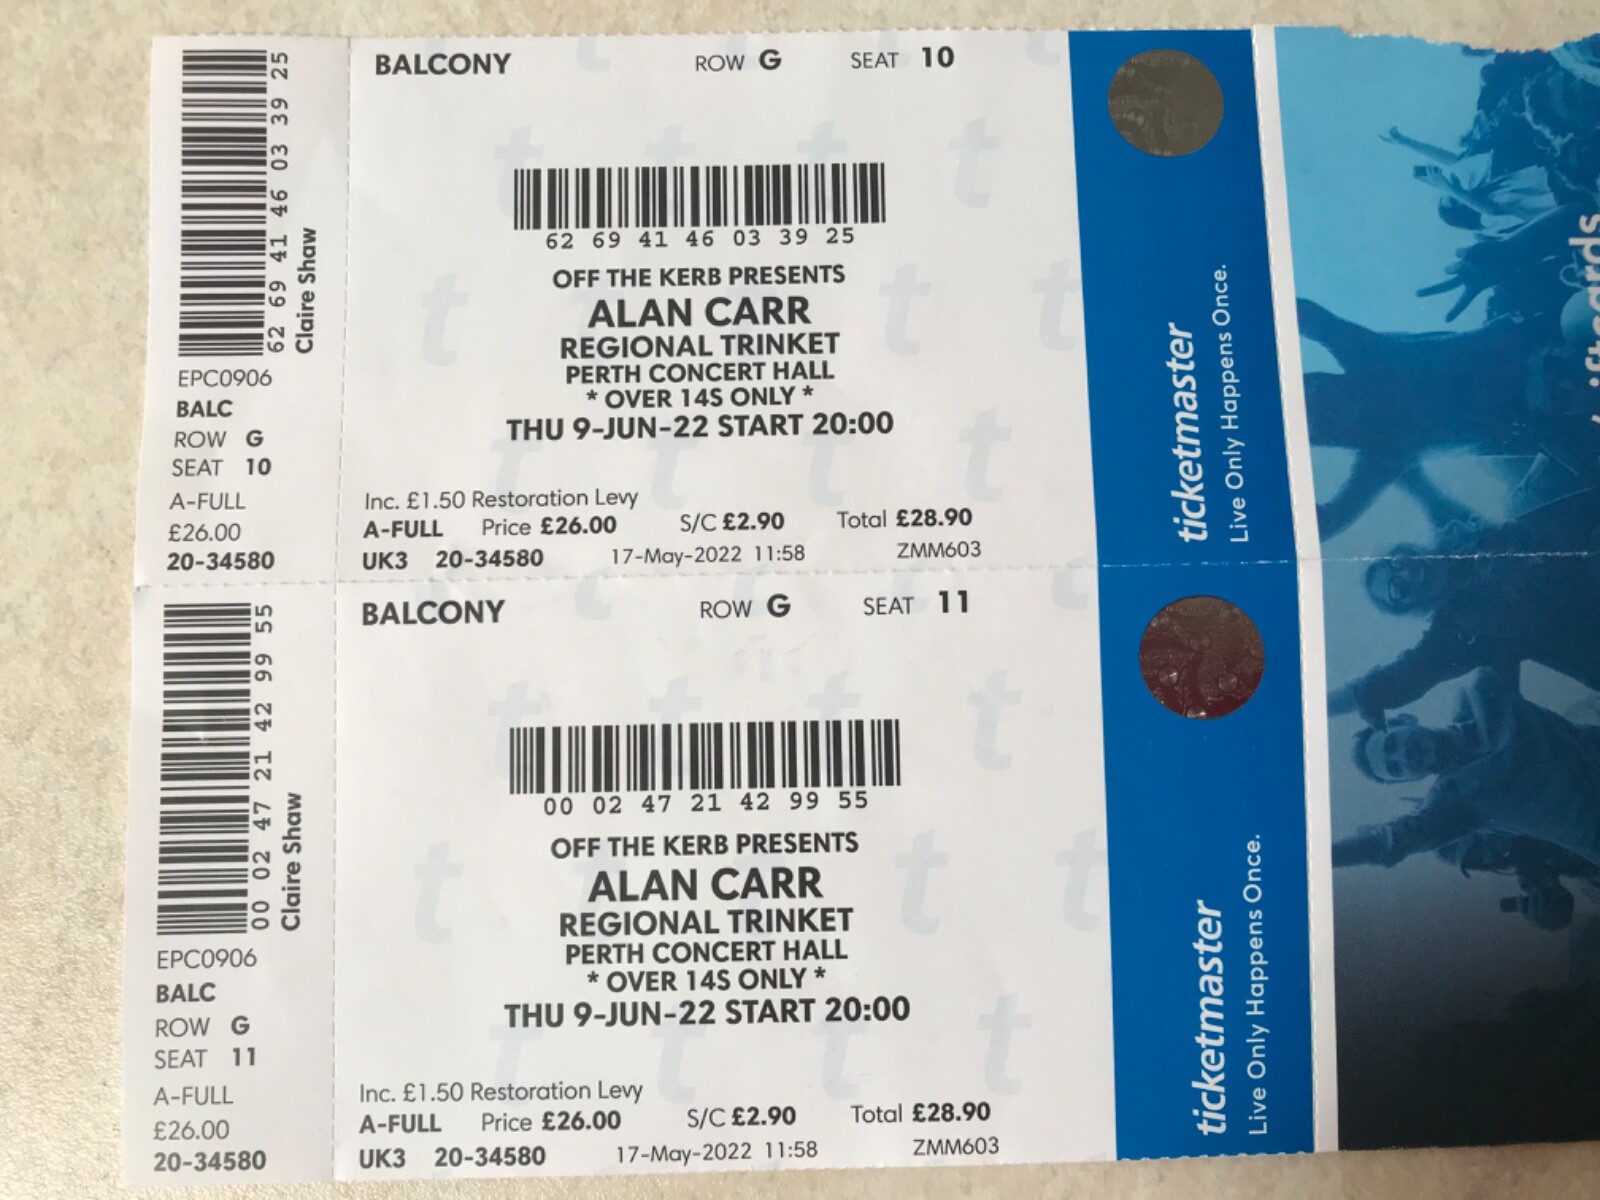 BALCONY ROW G SEAT 10
62 69 41 46 03 39 25
OFF THE KERB PRESENTS
ALAN CARR
REGIONAL TRINKET
PERTH CONCERT HALL
* OVER 14S ONLY *
THU 9-JUN-22 START 20:00
Inc. £1.50 Restoration Levy
A-FULL Price £26.00 S/C £2.90 Total £28.90
UK3 20-34580 17-May-2022 11:58 ZMM603
62 69 41 46 03 39 25
Claire Shaw
EPC0906
BALC
ROW G
SEAT 10
A-FULL
£26.00
20-34580
ticketmaster
Live Only Happens Once.
BALCONY ROW G SEAT 11
00 02 47 21 42 99 55
OFF THE KERB PRESENTS
ALAN CARR
REGIONAL TRINKET
PERTH CONCERT HALL
* OVER 14S ONLY *
THU 9-JUN-22 START 20:00
Inc. £1.50 Restoration Levy
A-FULL Price £26.00 S/C £2.90 Total £28.90
UK3 20-34580 17-May-2022 11:58 ZMM603
00 02 47 21 42 99 55
Claire Shaw
EPC0906
BALC
ROW G
SEAT 11
A-FULL
£26.00
20-34580
ticketmaster
Live Only Happens Once.